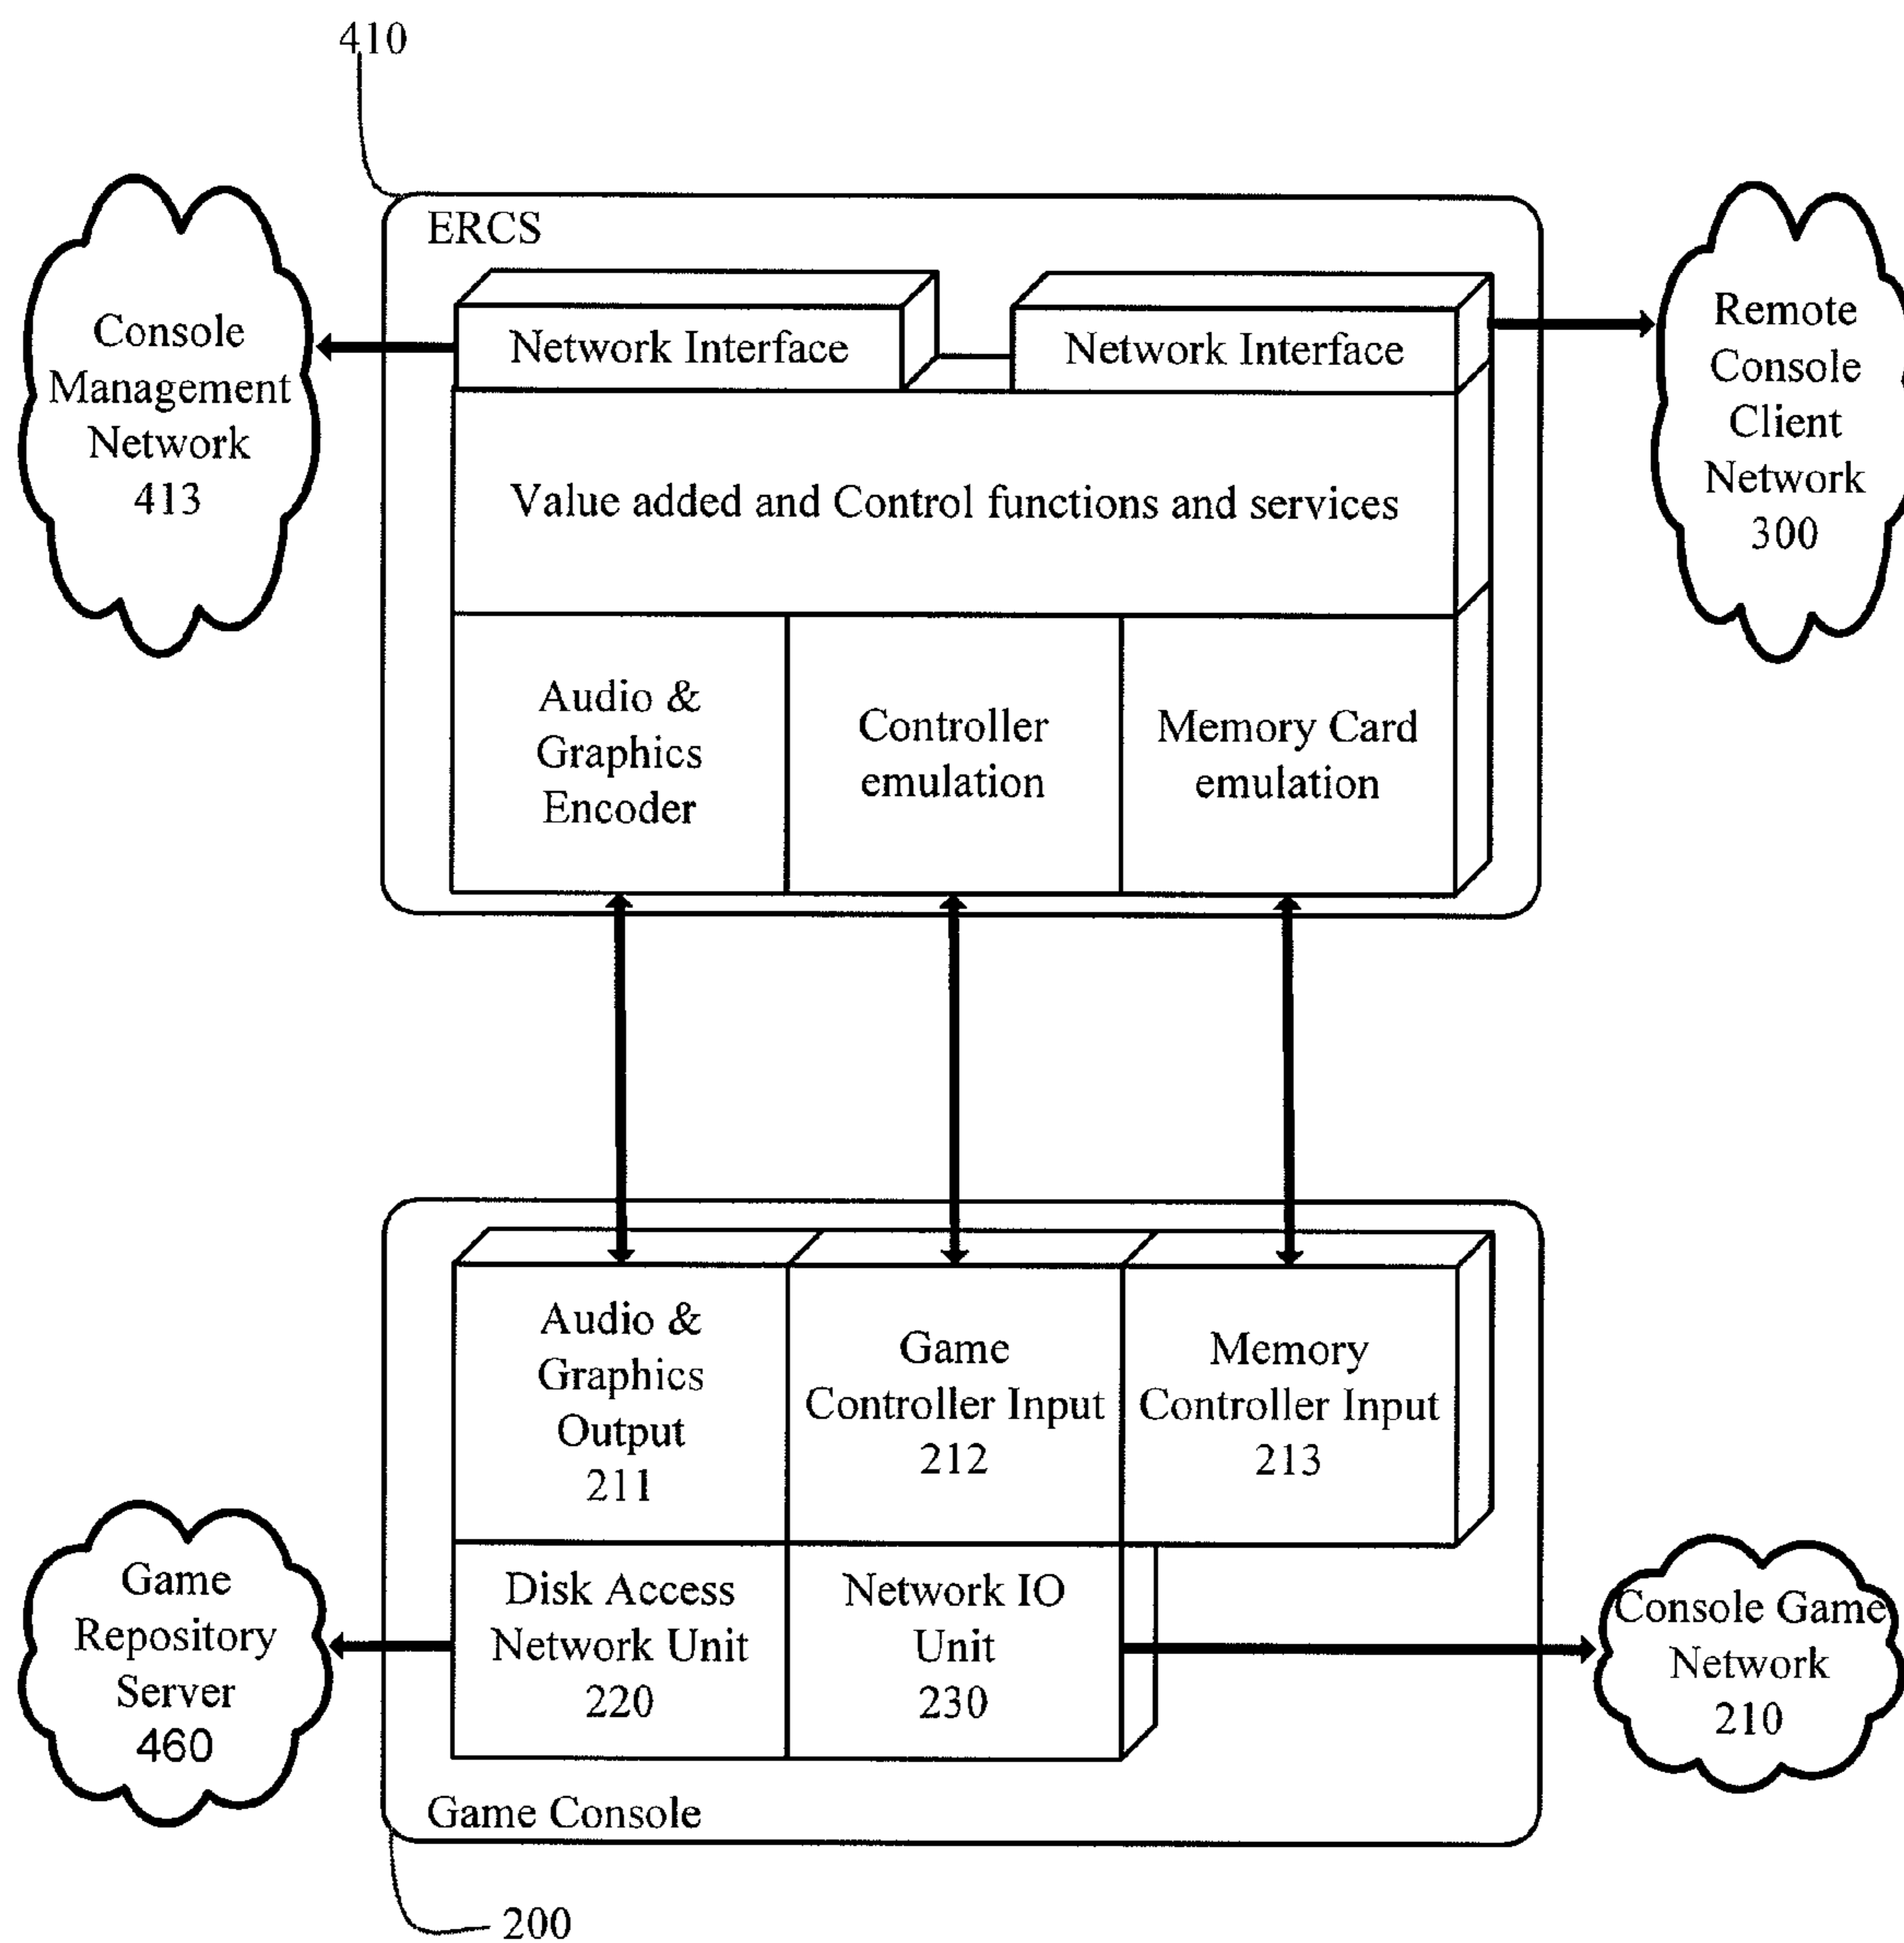 410
ERCS
Console
Management
Network
413
Network Interface
Network Interface
Remote
Console
Client
Network
300
Value added and Control functions and services
Audio &
Graphics
Encoder
Controller
emulation
Memory Card
emulation
Audio &
Graphics
Output
211
Game
Controller Input
212
Memory
Controller Input
213
Game
Repository
Server
460
Disk Access
Network Unit
220
Network IO
Unit
230
Console Game
Network
210
Game Console
200